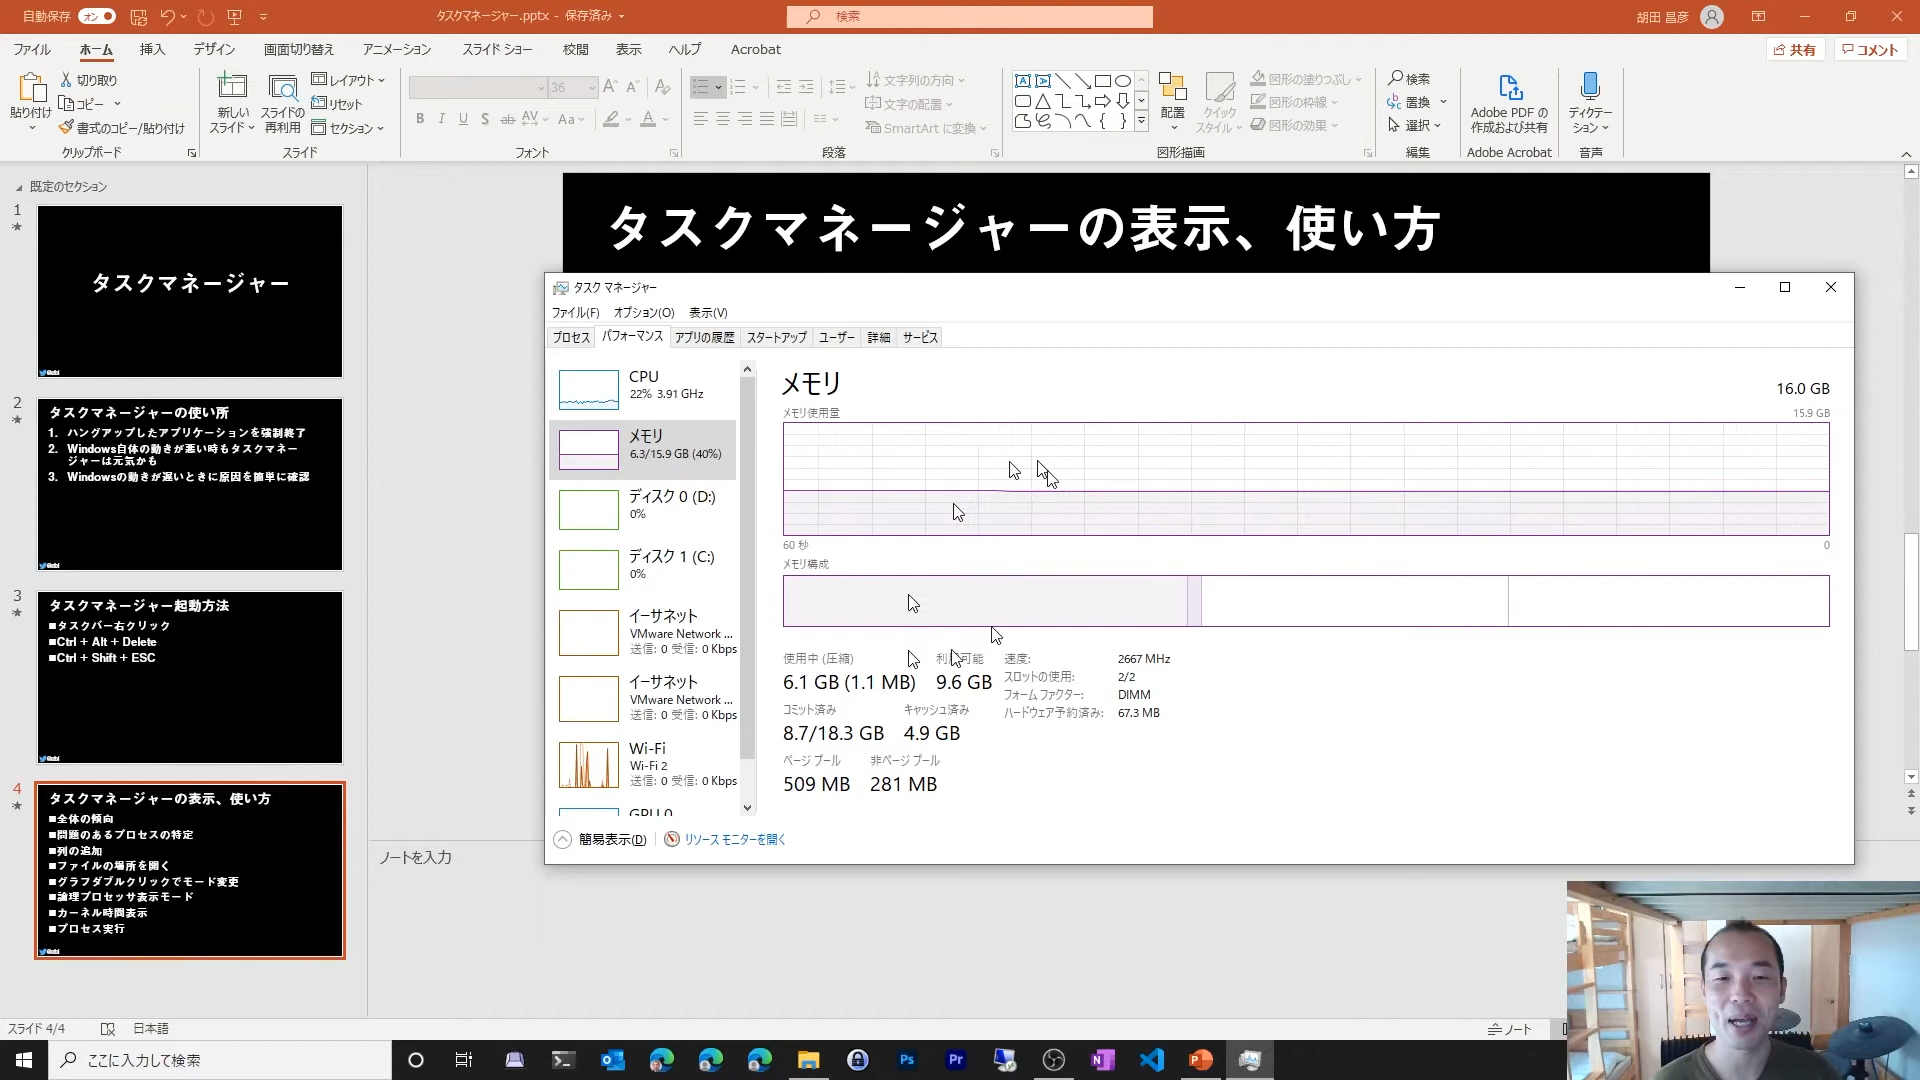 自動保存 オン
タスクマネージャー.pptx - 保存済み
検索
胡田 昌彦
ファイル ホーム 挿入 デザイン 画面切り替え アニメーション スライド ショー 校閲 表示 ヘルプ Acrobat
共有 コメント
貼り付け
切り取り
コピー
書式のコピー/貼り付け
クリップボード
新しい
スライド
スライドの
再利用
レイアウト
リセット
セクション
スライド
36
フォント
文字列の方向
文字の配置
SmartArt に変換
段落
配置
クイック
スタイル
図形の塗りつぶし
図形の枠線
図形の効果
図形描画
検索
置換
選択
編集
Adobe PDF の
作成および共有
Adobe Acrobat
ディクテー
ション
音声
既定のセクション
1
タスクマネージャー
2
タスクマネージャーの使い所
1. ハングアップしたアプリケーションを強制終了
2. Windows自体の動きが悪い時もタスクマネー
ジャーは元気かも
3. Windowsの動きが遅いときに原因を簡単に確認
3
タスクマネージャー起動方法
■タスクバー右クリック
■Ctrl + Alt + Delete
■Ctrl + Shift + ESC
4
タスクマネージャーの表示、使い方
■全体の傾向
■問題のあるプロセスの特定
■列の追加
■ファイルの場所を開く
■グラフダブルクリックでモード変更
■論理プロセッサ表示モード
■カーネル時間表示
■プロセス実行
タスクマネージャーの表示、使い方
タスク マネージャー
ファイル(F) オプション(O) 表示(V)
プロセス パフォーマンス アプリの履歴 スタートアップ ユーザー 詳細 サービス
CPU
22% 3.91 GHz
メモリ
6.3/15.9 GB (40%)
ディスク 0 (D:)
0%
ディスク 1 (C:)
0%
イーサネット
VMware Network ...
送信: 0 受信: 0 Kbps
イーサネット
VMware Network ...
送信: 0 受信: 0 Kbps
Wi-Fi
Wi-Fi 2
送信: 0 受信: 0 Kbps
GPU 0
メモリ
16.0 GB
メモリ使用量
15.9 GB
60 秒
0
メモリ構成
使用中 (圧縮)
6.1 GB (1.1 MB)
9.6 GB
コミット済み
8.7/18.3 GB
キャッシュ済み
4.9 GB
ページ プール
509 MB
非ページ プール
281 MB
速度: 2667 MHz
スロットの使用: 2/2
フォーム ファクター: DIMM
ハードウェア予約済み: 67.3 MB
簡易表示(D)
リソース モニターを開く
ノートを入力
スライド 4/4
日本語
ノート
ここに入力して検索